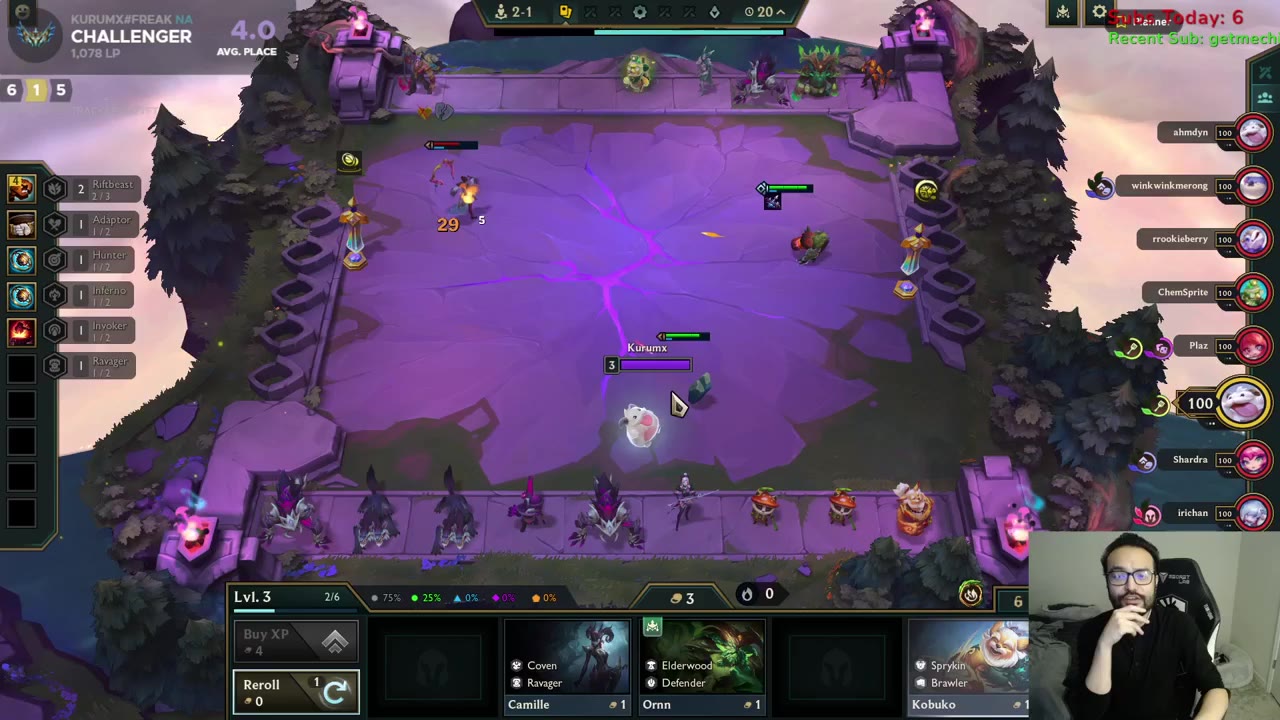 KURUMX#FREAK NA
CHALLENGER
1,078 LP
4.0
AVG. PLACE
6 1 5
2-1
20
Subs Today: 6
Recent Sub: getmechi
2 Riftbeast
2 / 3
1 Adaptor
1 / 2
1 Hunter
1 / 2
1 Inferno
1 / 2
1 Invoker
1 / 2
1 Ravager
1 / 2
29
5
Kurumx
3
ahmdyn 100
winkwinkmerong 100
rrookieberry 100
ChemSprite 100
Plaz 100
100
Shardra 100
irichan 100
Lvl. 3 2/6
75% 25% 0% 0% 0%
3
0
6
Buy XP
4
Reroll 1
0
Coven
Ravager
Camille 1
Elderwood
Defender
Ornn 1
Sprykin
Brawler
Kobuko 1